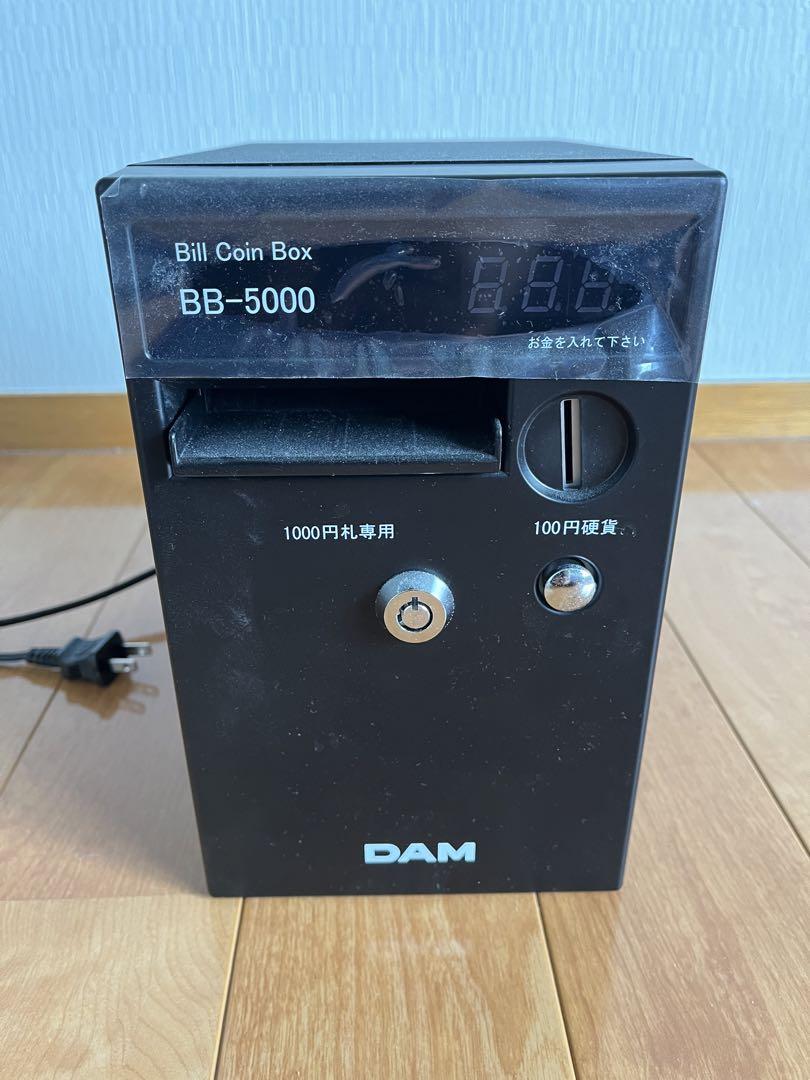 Bill Coin Box
BB-5000
お金を入れて下さい
1000円札専用
100円硬貨
DAM